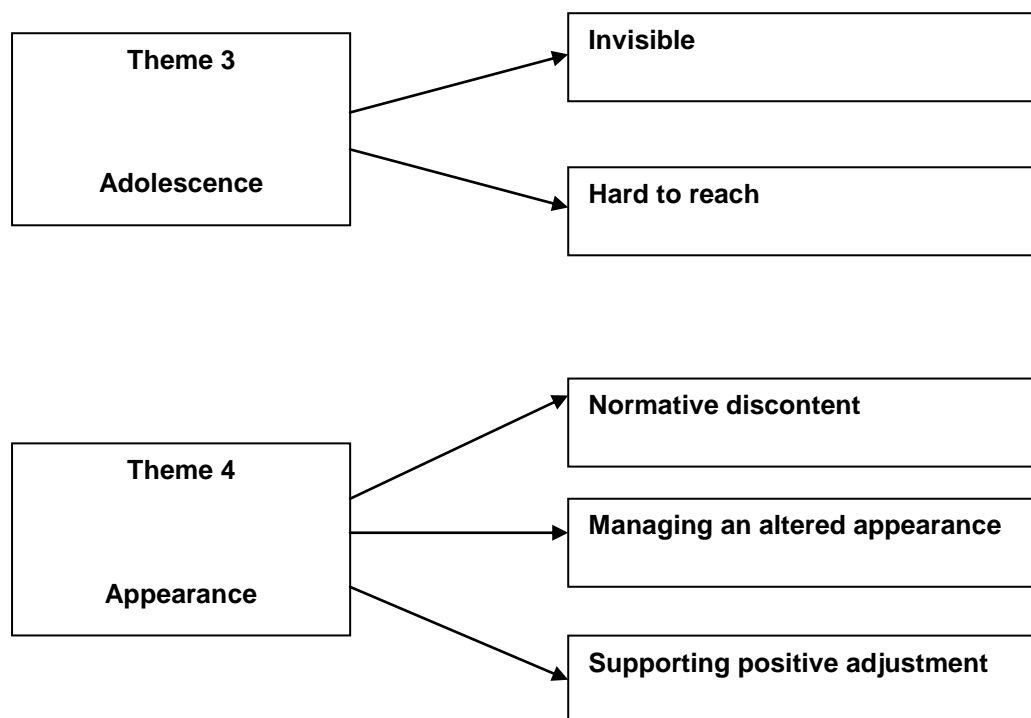 Theme 3
Adolescence
Invisible
Hard to reach
Theme 4
Appearance
Normative discontent
Managing an altered appearance
Supporting positive adjustment